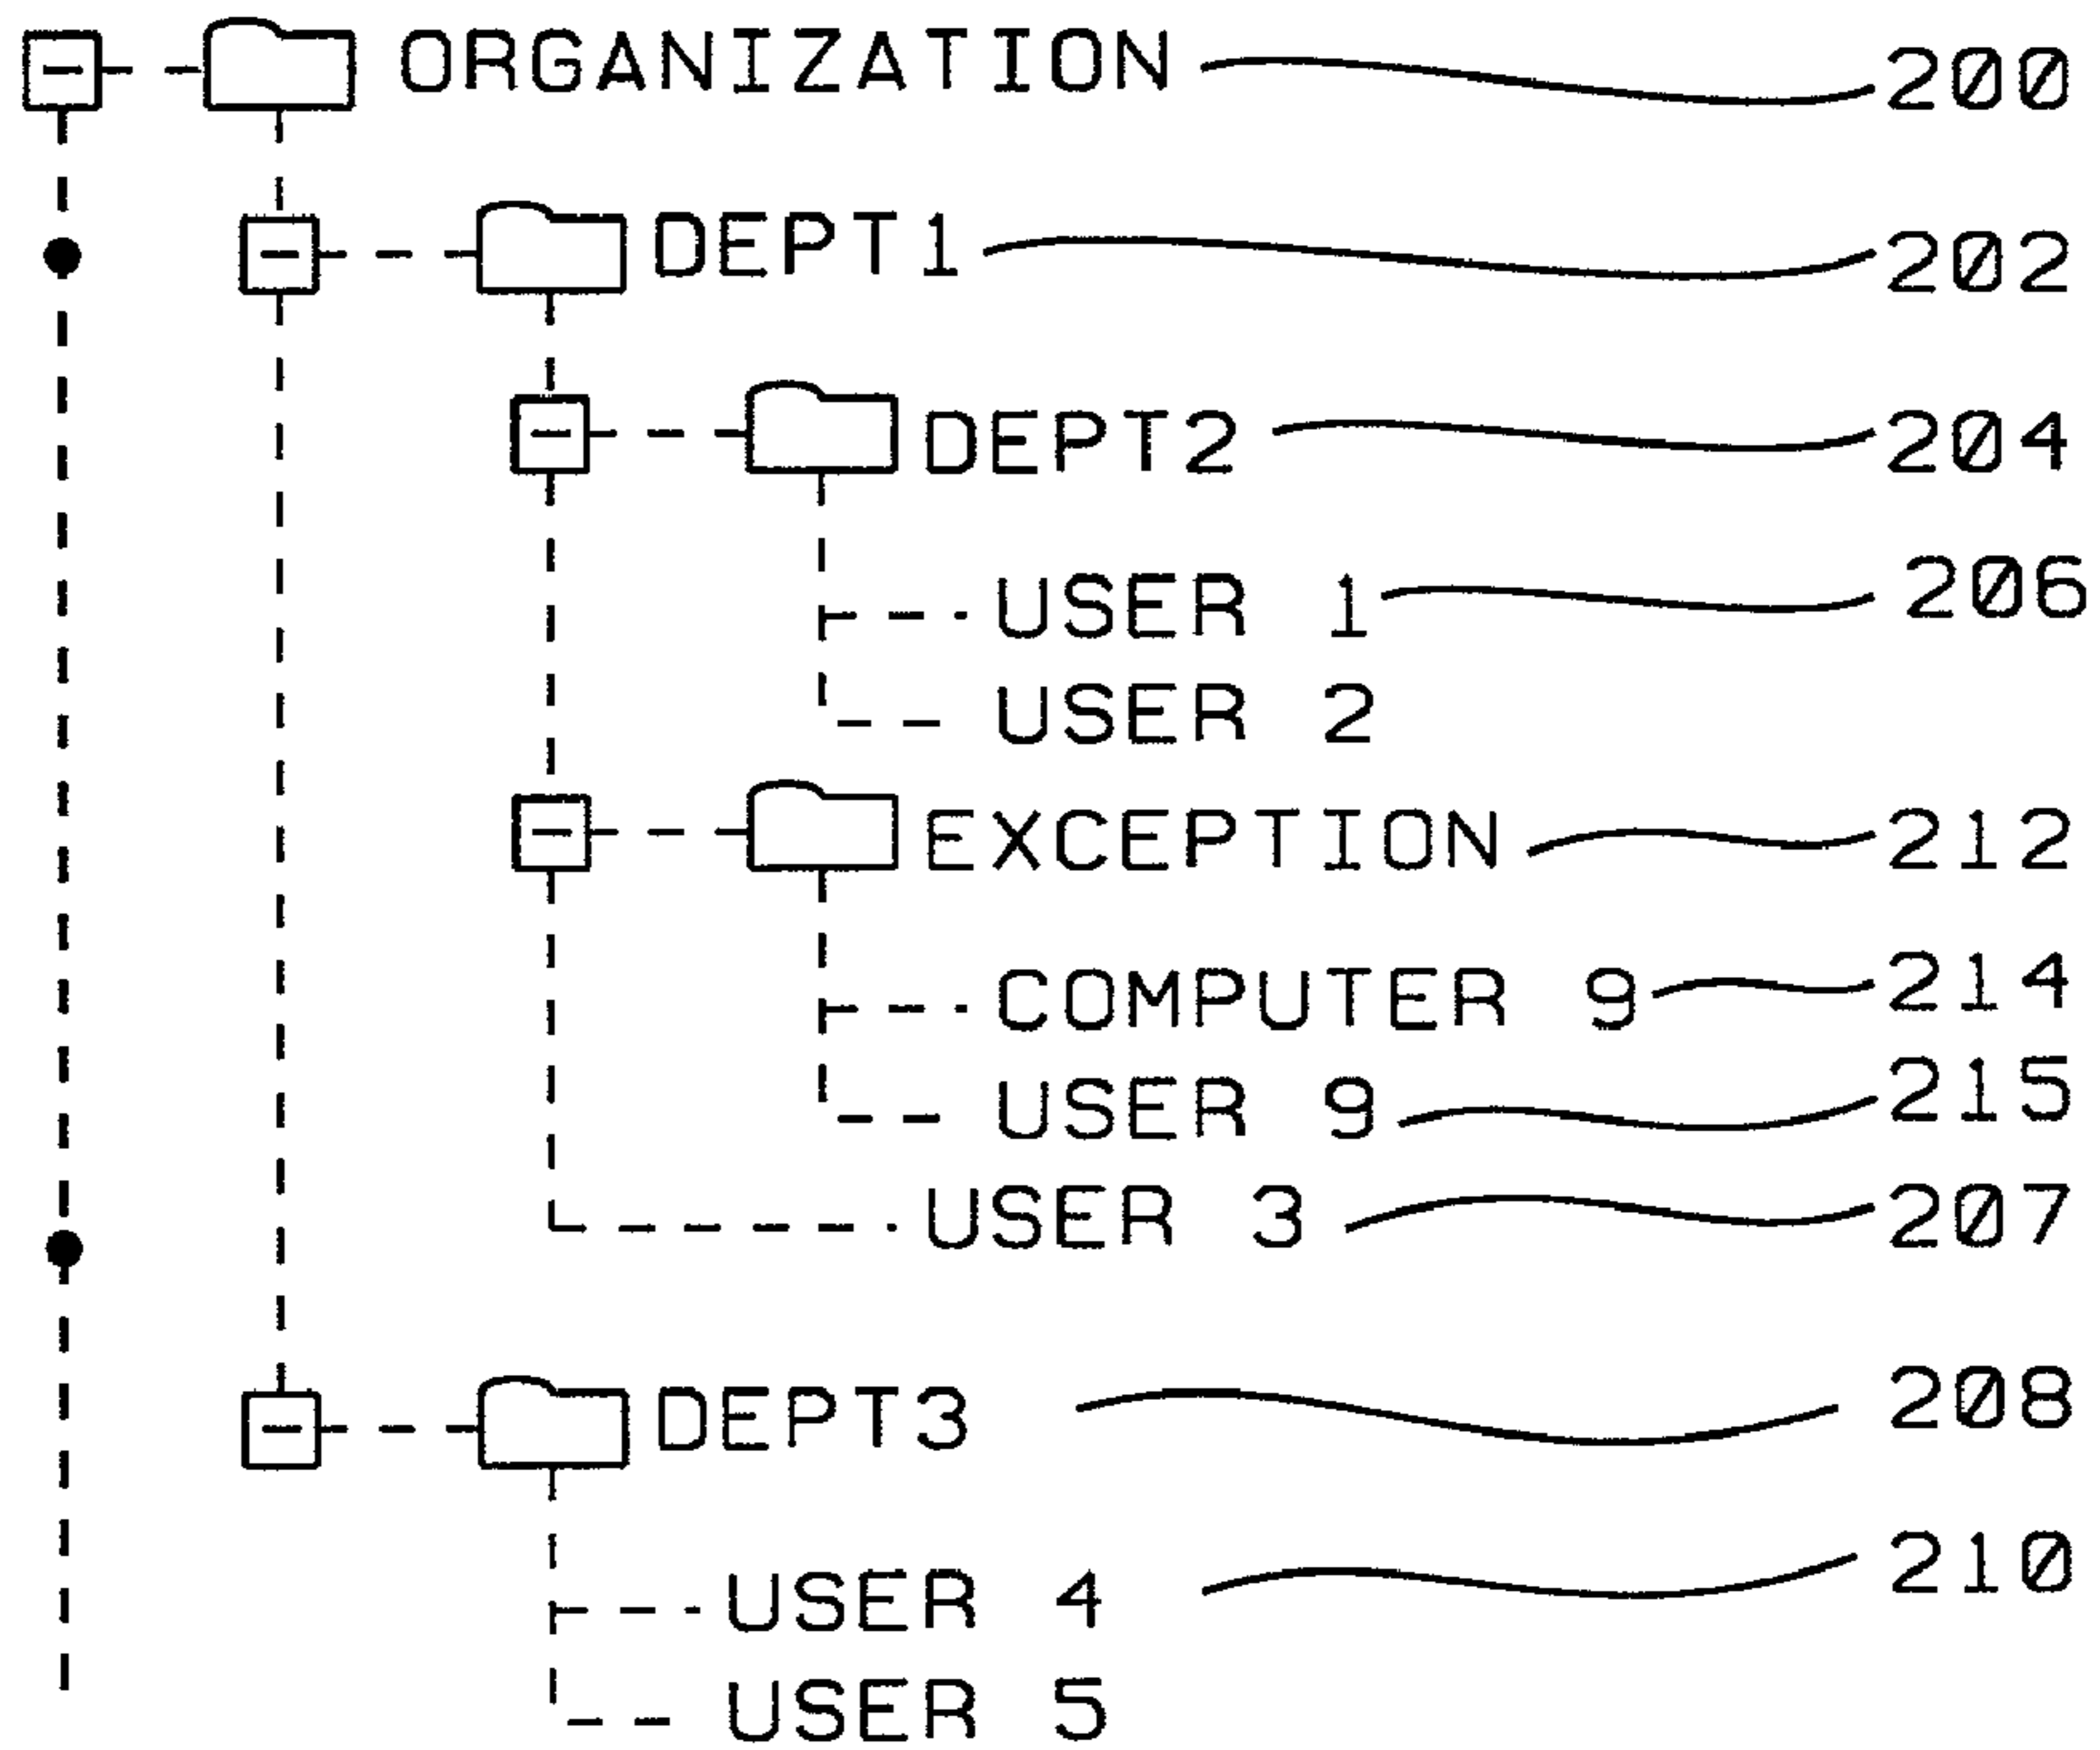 ORGANIZATION 200
DEPT1 202
DEPT2 204
USER 1 206
USER 2
EXCEPTION 212
COMPUTER 9 214
USER 9 215
USER 3 207
DEPT3 208
USER 4 210
USER 5